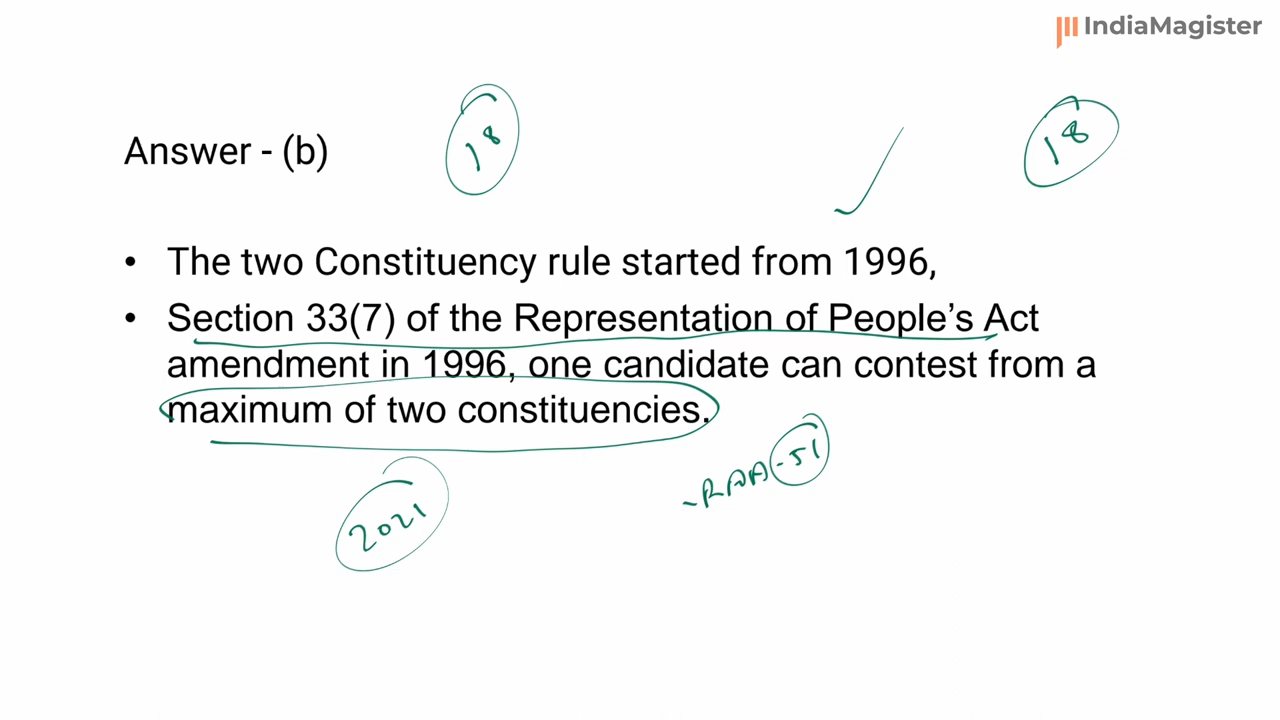 IndiaMagister
18
18
Answer - (b)
• The two Constituency rule started from 1996,
• Section 33(7) of the Representation of People’s Act
amendment in 1996, one candidate can contest from a
maximum of two constituencies.
-51
2021